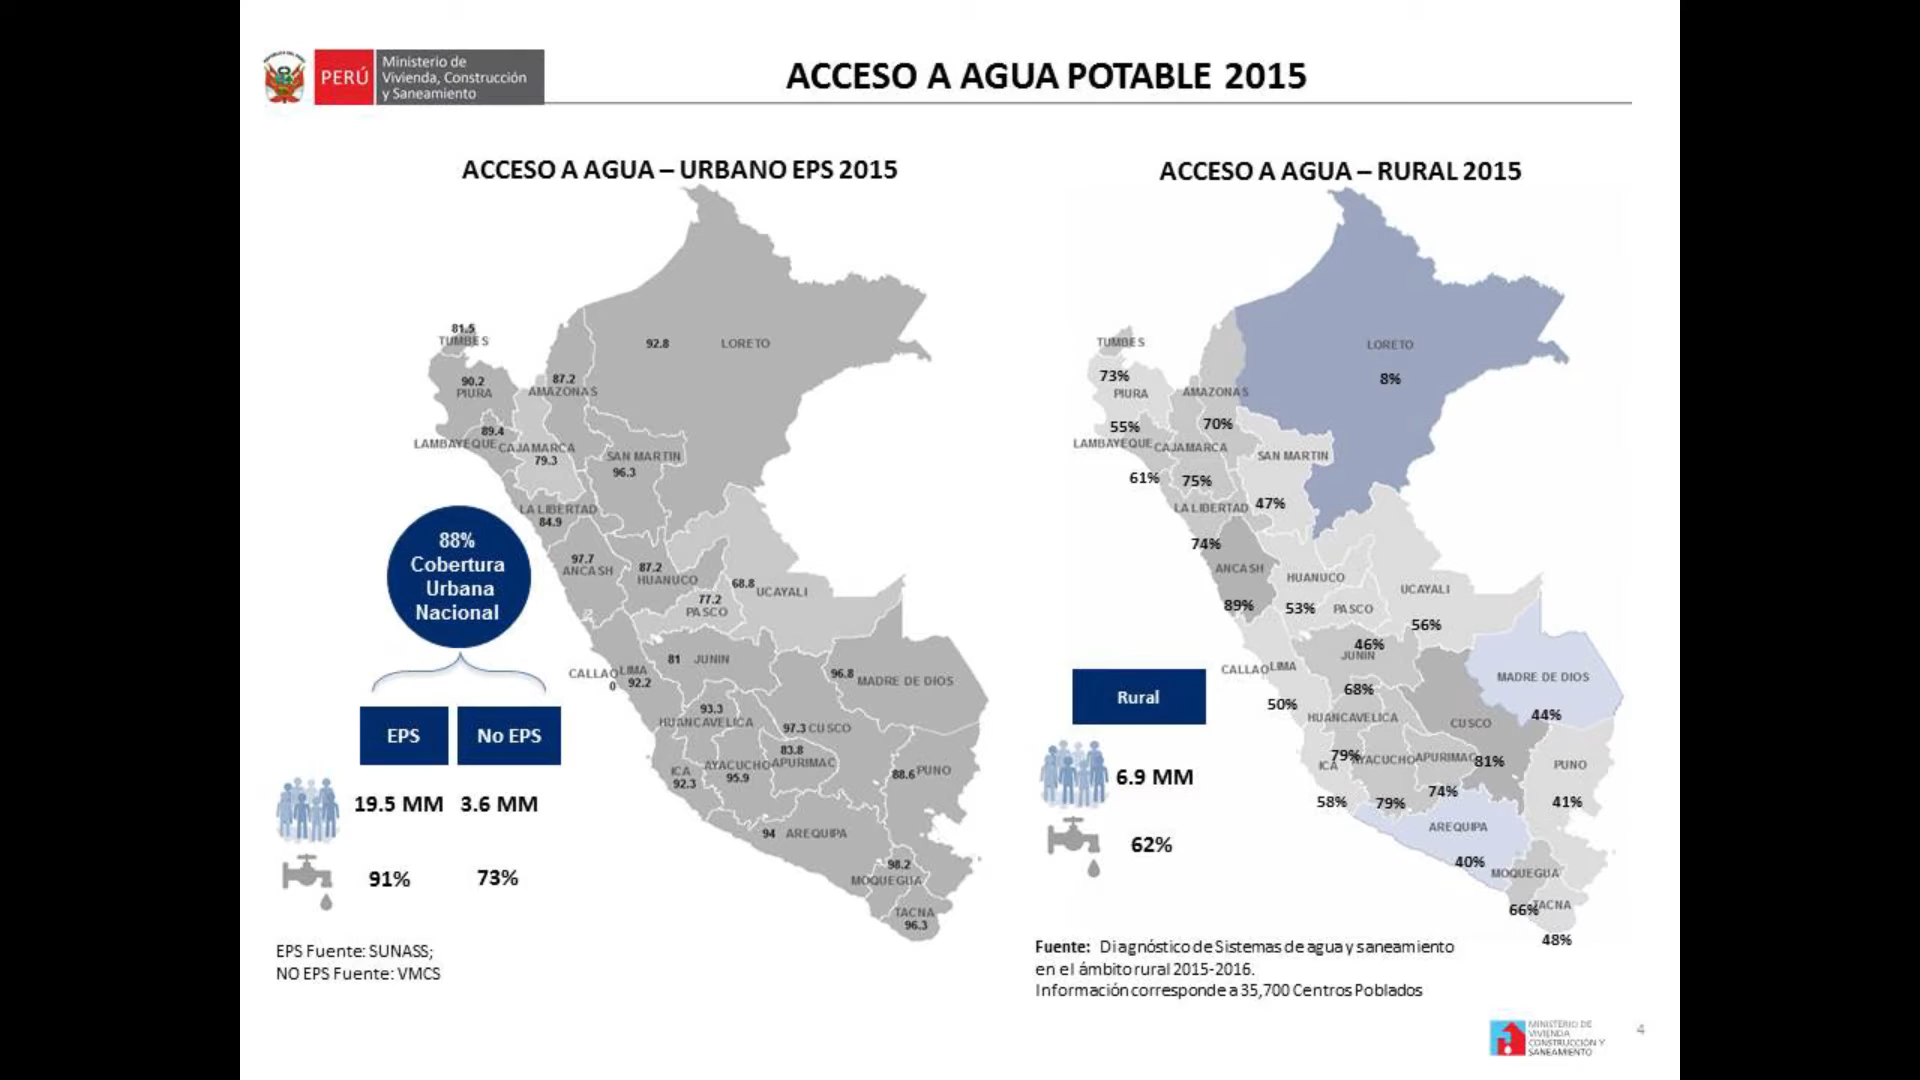 PERÚ
Ministerio de
Vivienda, Construcción
y Saneamiento
ACCESO A AGUA POTABLE 2015
ACCESO A AGUA – URBANO EPS 2015
81.5
TUMBES
92.8 LORETO
90.2
PIURA
87.2
AMAZONAS
89.4
LAMBAYEQUE
CAJAMARCA
79.3
SAN MARTIN
96.3
LA LIBERTAD
84.9
97.7
ANCASH
87.2
HUANUCO
68.8 UCAYALI
77.2
PASCO
81 JUNIN
CALLAO
0
LIMA
92.2
96.8 MADRE DE DIOS
93.3
HUANCAVELICA
97.3 CUSCO
83.8
APURIMAC
AYACUCHO
95.9
ICA
92.3
88.6 PUNO
94 AREQUIPA
98.2
MOQUEGUA
TACNA
96.3
88%
Cobertura
Urbana
Nacional
EPS
No EPS
19.5 MM 3.6 MM
91% 73%
EPS Fuente: SUNASS;
NO EPS Fuente: VMCS
ACCESO A AGUA – RURAL 2015
TUMBES
73%
LORETO
8%
PIURA
55%
AMAZONAS
70%
LAMBAYEQUE
61%
CAJAMARCA
75%
SAN MARTIN
47%
LA LIBERTAD
74%
ANCASH
89%
HUANUCO
53%
PASCO
46%
UCAYALI
56%
JUNIN
68%
CALLAO
LIMA
50%
MADRE DE DIOS
44%
HUANCAVELICA
79%
CUSCO
81%
ICA
58%
AYACUCHO
79%
APURIMAC
74%
PUNO
41%
AREQUIPA
40%
MOQUEGUA
66%
TACNA
48%
Rural
6.9 MM
62%
Fuente: Diagnóstico de Sistemas de agua y saneamiento
en el ámbito rural 2015-2016.
Información corresponde a 35,700 Centros Poblados
MINISTERIO DE
VIVIENDA
CONSTRUCCIÓN Y
SANEAMIENTO
4